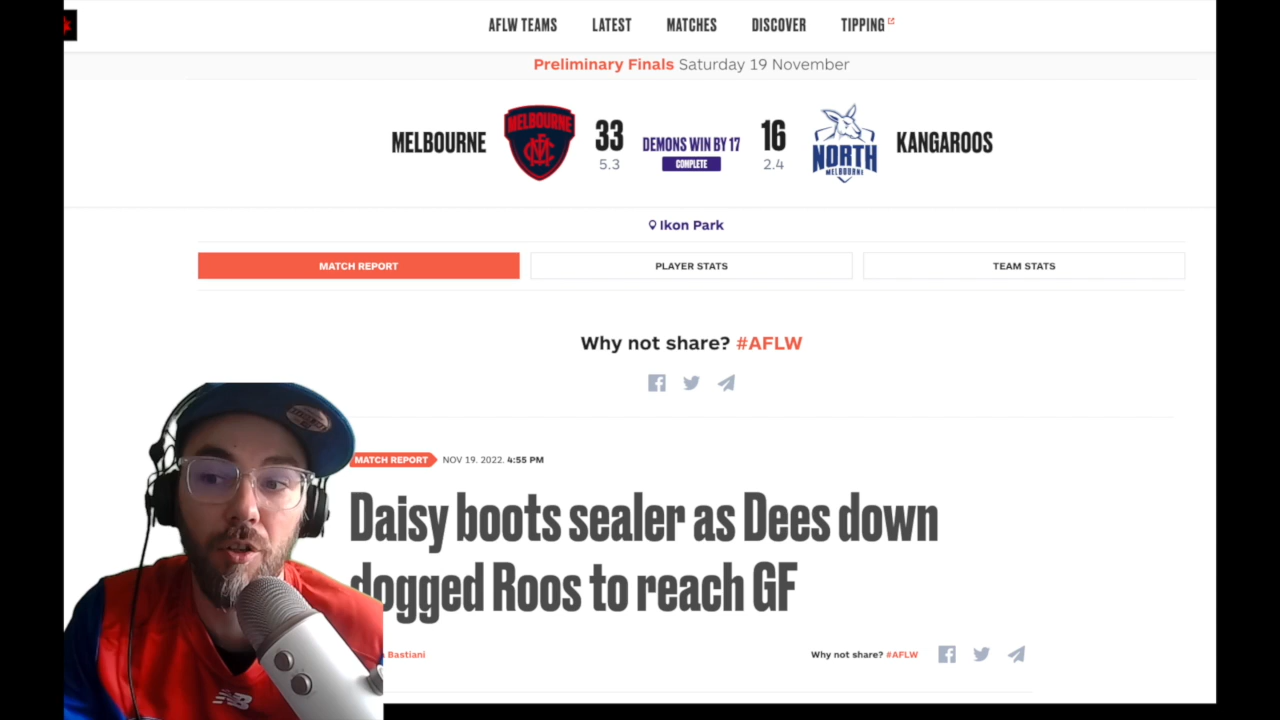 AFLW TEAMS LATEST MATCHES DISCOVER TIPPING
Preliminary Finals Saturday 19 November
MELBOURNE MELBOURNE 33 5.3 DEMONS WIN BY 17 COMPLETE 16 2.4 NORTH MELBOURNE KANGAROOS
Ikon Park
MATCH REPORT PLAYER STATS TEAM STATS
Why not share? #AFLW
MATCH REPORT NOV 19. 2022. 4:55 PM
Daisy boots sealer as Dees down
dogged Roos to reach GF
Bastiani Why not share? #AFLW